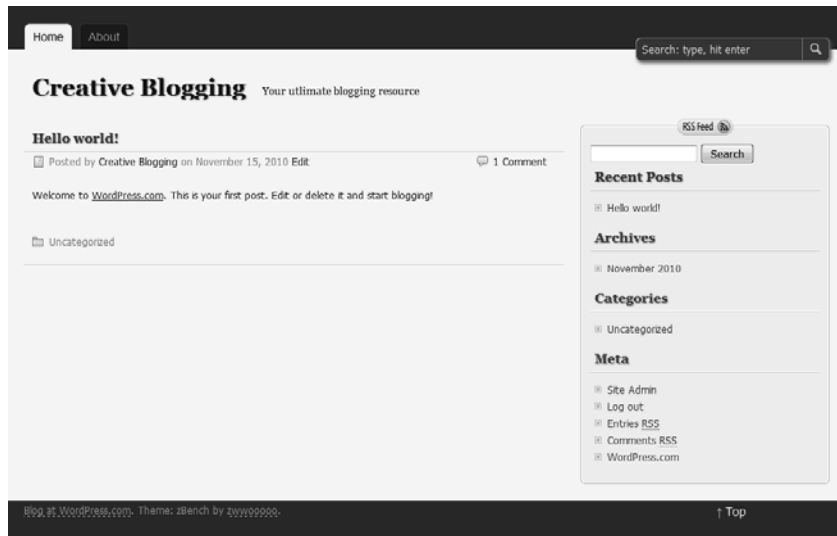 Home About
Search: type, hit enter
Creative Blogging Your utlimate blogging resource
Hello world!
Posted by Creative Blogging on November 15, 2010 Edit 1 Comment
Welcome to WordPress.com. This is your first post. Edit or delete it and start blogging!
Uncategorized
RSS Feed
Search
Recent Posts
Hello world!
Archives
November 2010
Categories
Uncategorized
Meta
Site Admin
Log out
Entries RSS
Comments RSS
WordPress.com
Blog at WordPress.com. Theme: zBench by zwwooooo. ↑ Top